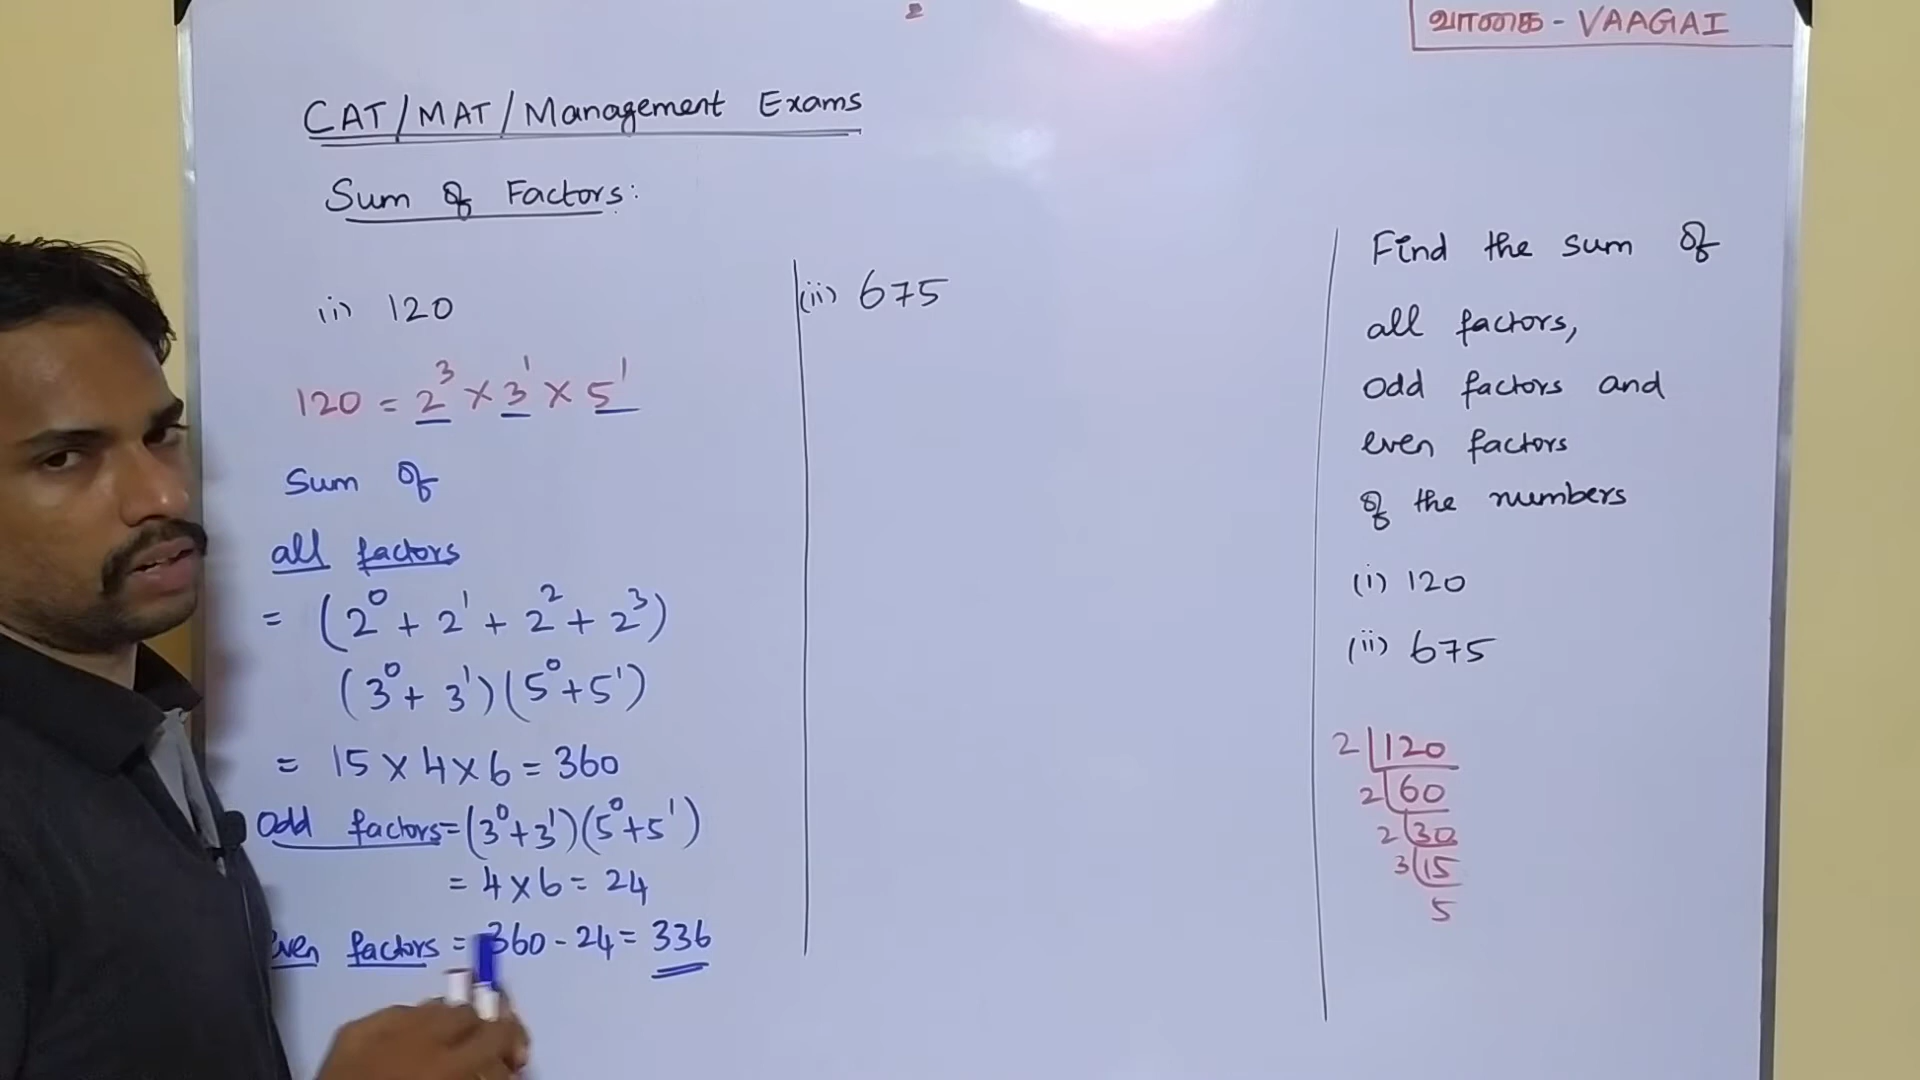 வாகை - VAAGAI
CAT/MAT/Management Exams
Sum of Factors:
(i) 120
120 = 2³ × 3¹ × 5¹
Sum of
all factors
= (2⁰ + 2¹ + 2² + 2³)
(3⁰ + 3¹)(5⁰ + 5¹)
= 15 × 4 × 6 = 360
odd factors = (3⁰ + 3¹)(5⁰ + 5¹)
= 4 × 6 = 24
even factors = 360 - 24 = 336
(ii) 675
Find the sum of
all factors,
odd factors and
even factors
of the numbers
(i) 120
(ii) 675
2 | 120
2 | 60
2 | 30
3 | 15
5